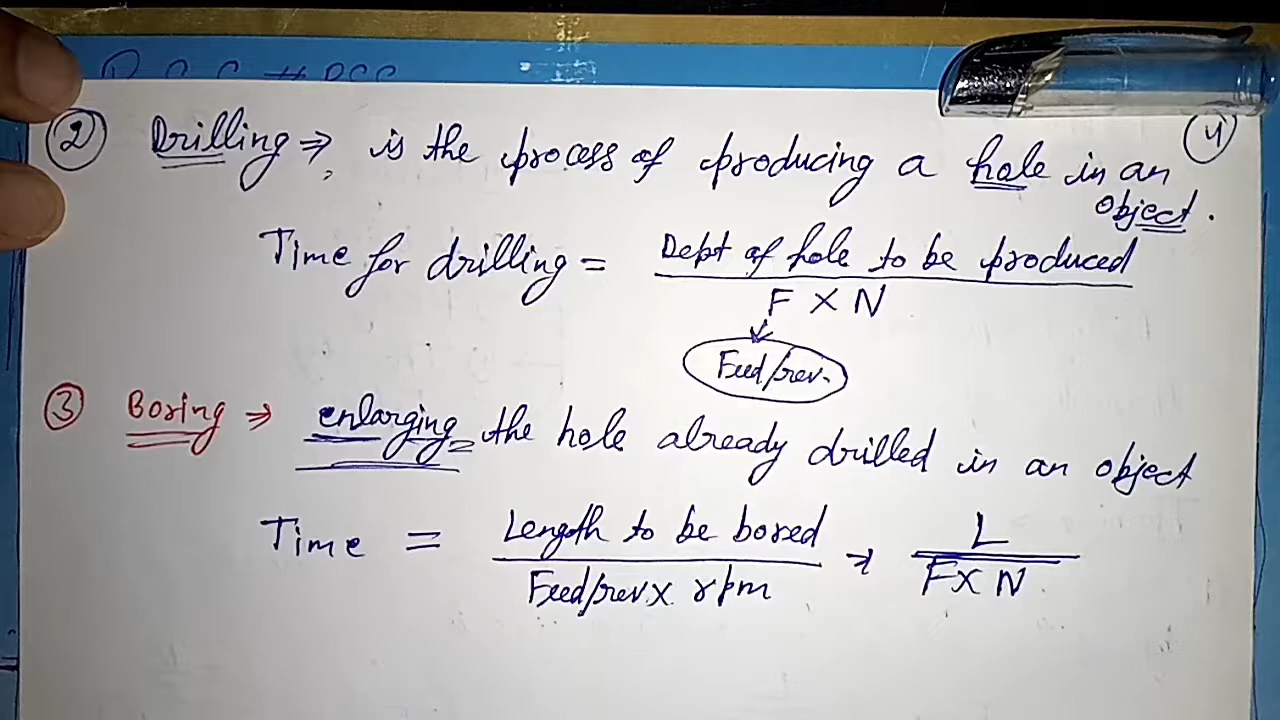 ② Drilling ⇒ is the process of producing a hole in an object.
④
Time for drilling = Dept of hole to be produced
F X N
Feed/rev.
③ Boring ⇒ enlarging the hole already drilled in an object
Time = Length to be bored / Feed/rev. X rpm → L / F X N